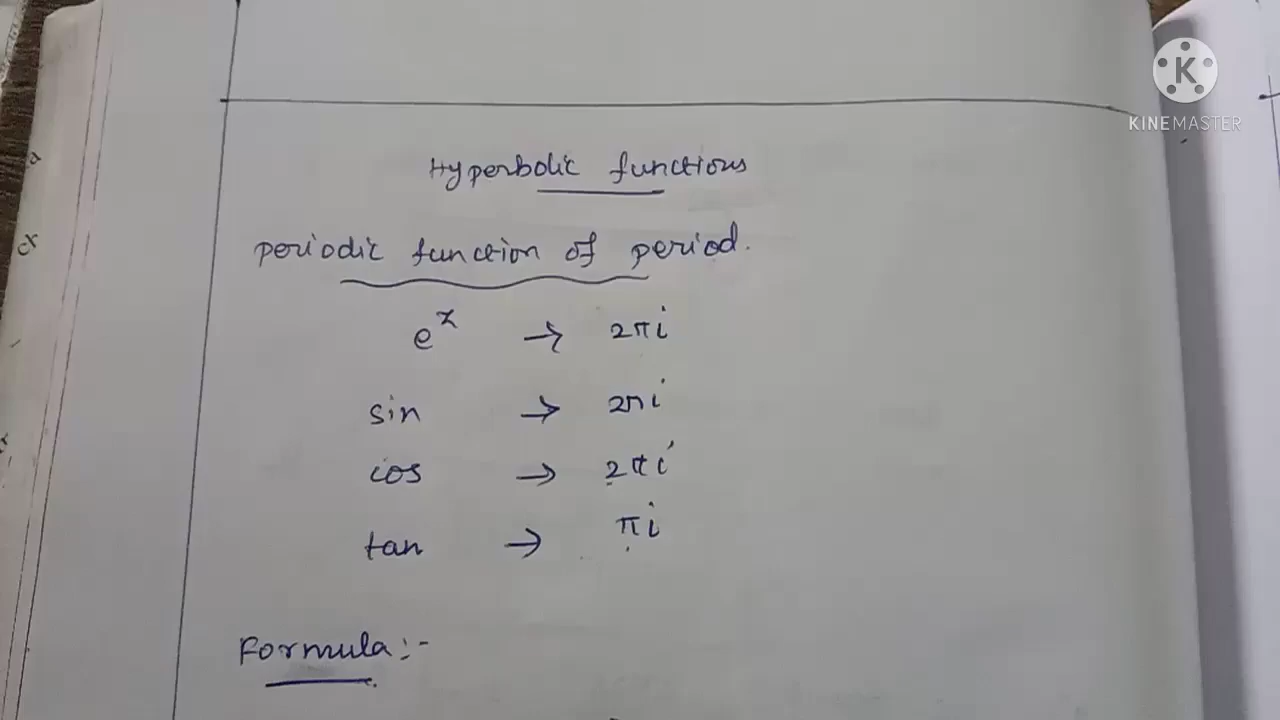 K
KINEMASTER
Hyperbolic functions
periodic function of period.
e^z → 2πi
sin → 2πi
cos → 2πi
tan → πi
Formula:-